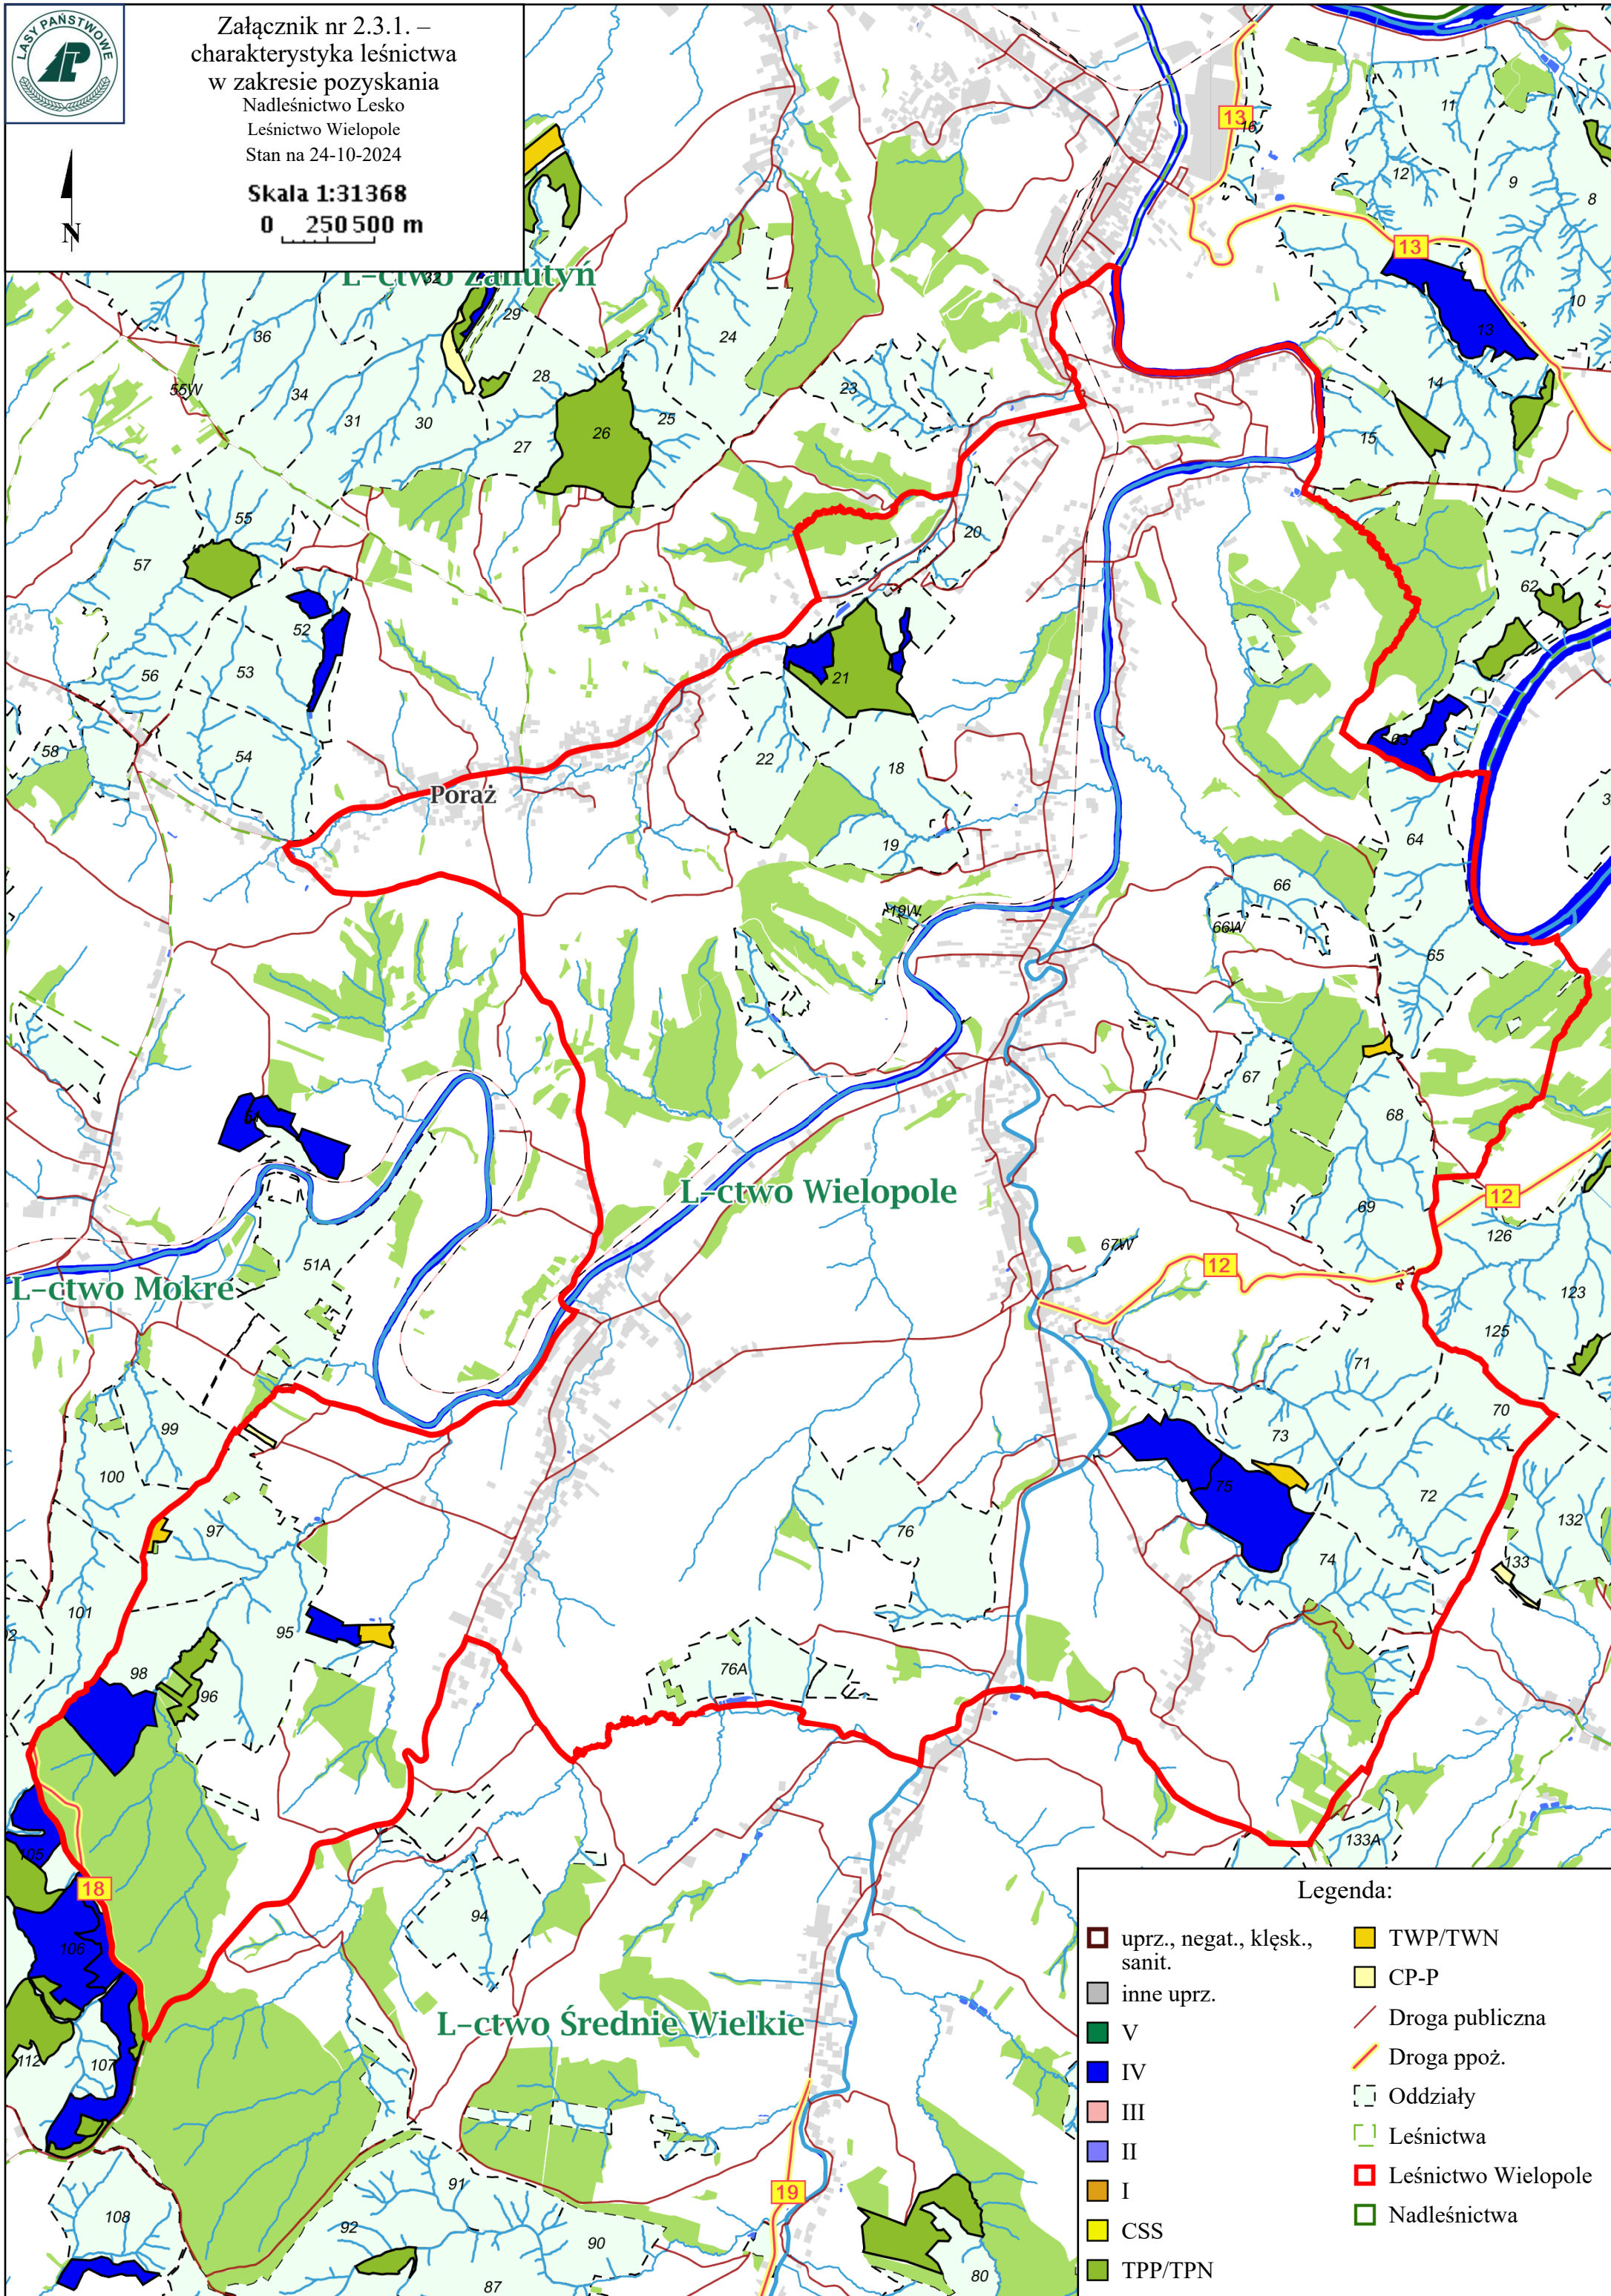 LASY PAŃSTWOWE
Załącznik nr 2.3.1. –
charakterystyka leśnictwa
w zakresie pozyskania
Nadleśnictwo Lesko
Leśnictwo Wielopole
Stan na 24-10-2024
Skala 1:31368
0 250 500 m
N
13
16
11
12
9
8
13
10
13
14
15
L-ctwo Zahutyń
32
29
36
24
55W
34
28
23
31
30
27
26
25
20
55
57
62
52
53
56
21
54
58
22
18
63
Poraż
19
64
3
66
19W
66W
65
67
68
L-ctwo Wielopole
12
69
126
67W
12
51A
L-ctwo Mokre
123
125
71
70
99
73
100
75
72
97
76
132
74
133
101
95
98
76A
96
133A
105
18
94
106
L-ctwo Średnie Wielkie
112
107
91
19
108
92
90
87
80
Legenda:
uprz., negat., klęsk.,
sanit.
inne uprz.
V
IV
III
II
I
CSS
TPP/TPN
TWP/TWN
CP-P
Droga publiczna
Droga ppoż.
Oddziały
Leśnictwa
Leśnictwo Wielopole
Nadleśnictwa